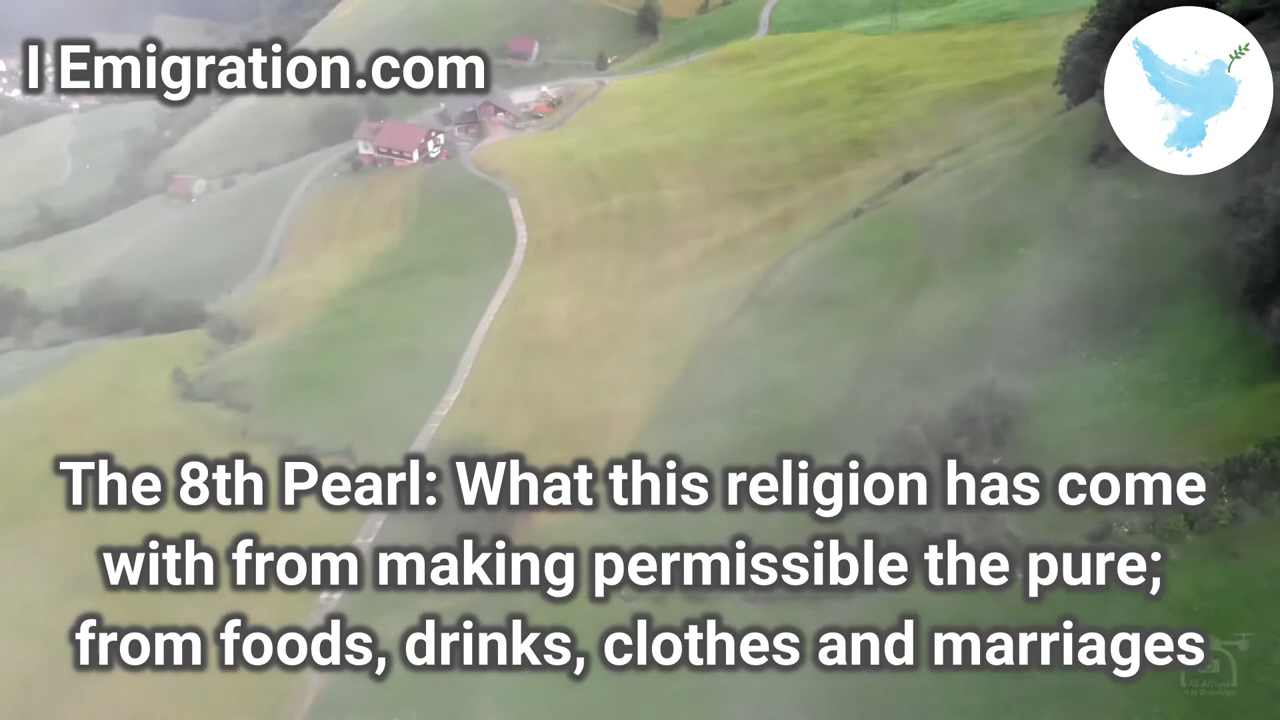 I Emigration.com
The 8th Pearl: What this religion has come
with from making permissible the pure;
from foods, drinks, clothes and marriages